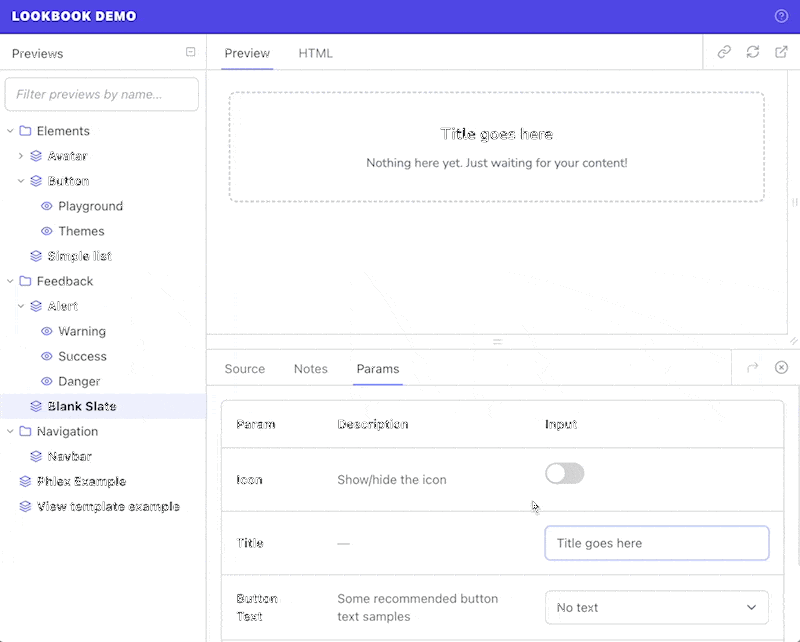 LOOKBOOK DEMO
Previews
Filter previews by name...
Elements
Avatar
Button
Playground
Themes
Simple list
Feedback
Alert
Warning
Success
Danger
Blank Slate
Navigation
Navbar
Phlex Example
View template example
Preview HTML
Title goes here
Nothing here yet. Just waiting for your content!
Source Notes Params
Param Description Input
Icon Show/hide the icon
Title — Title goes here
Button Text Some recommended button text samples No text